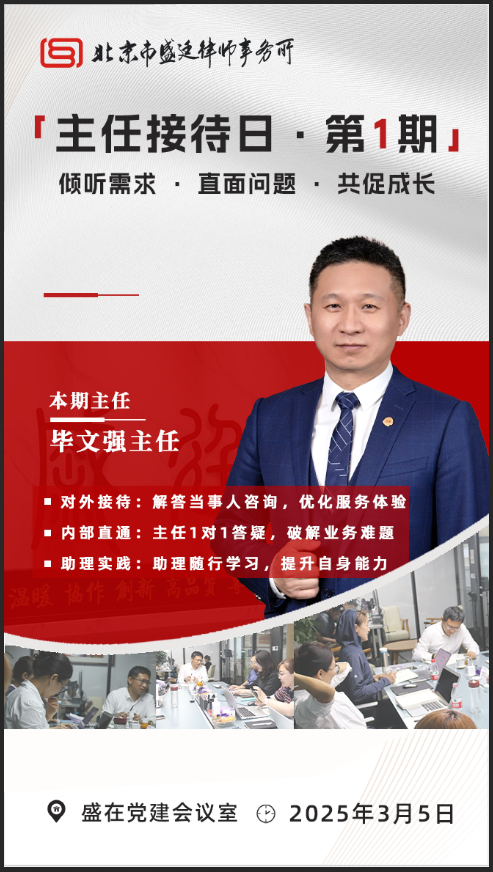 北京市盛廷律师事务所
「主任接待日·第1期」
倾听需求 · 直面问题 · 共促成长
本期主任
毕文强主任
对外接待：解答当事人咨询，优化服务体验
内部直通：主任1对1答疑，破解业务难题
助理实践：助理随行学习，提升自身能力
温暖 协作 创新 高品质
盛在党建会议室
2025年3月5日